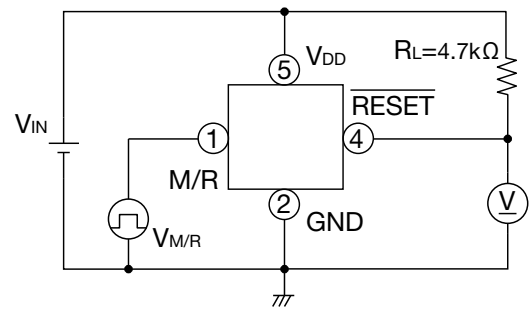 VDD
5
RL=4.7kΩ
RESET
VIN
1
4
M/R
2
GND
V
VM/R